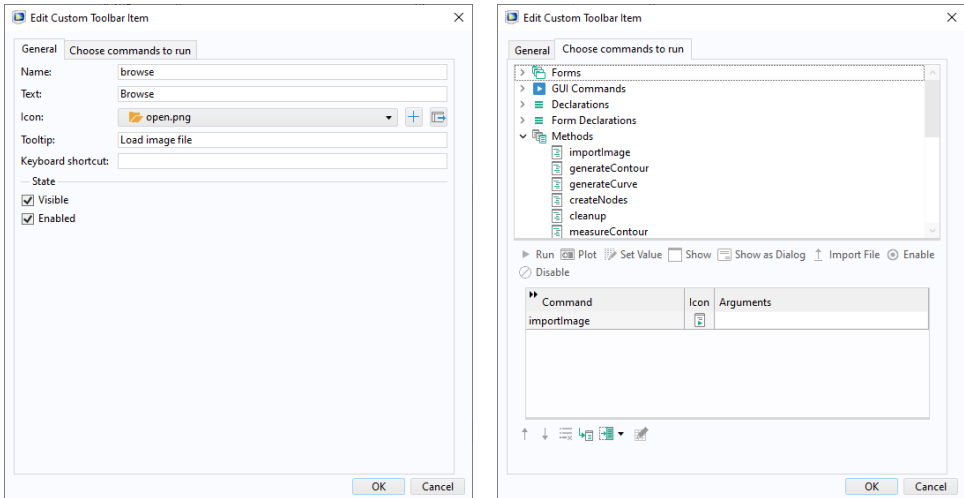 Edit Custom Toolbar Item
General Choose commands to run
Name: browse
Text: Browse
Icon: open.png
Tooltip: Load image file
Keyboard shortcut:
State
Visible
Enabled
OK Cancel
Edit Custom Toolbar Item
General Choose commands to run
Forms
GUI Commands
Declarations
Form Declarations
Methods
importImage
generateContour
generateCurve
createNodes
cleanup
measureContour
Run Plot Set Value Show Show as Dialog Import File Enable
Disable
Command Icon Arguments
importImage
OK Cancel